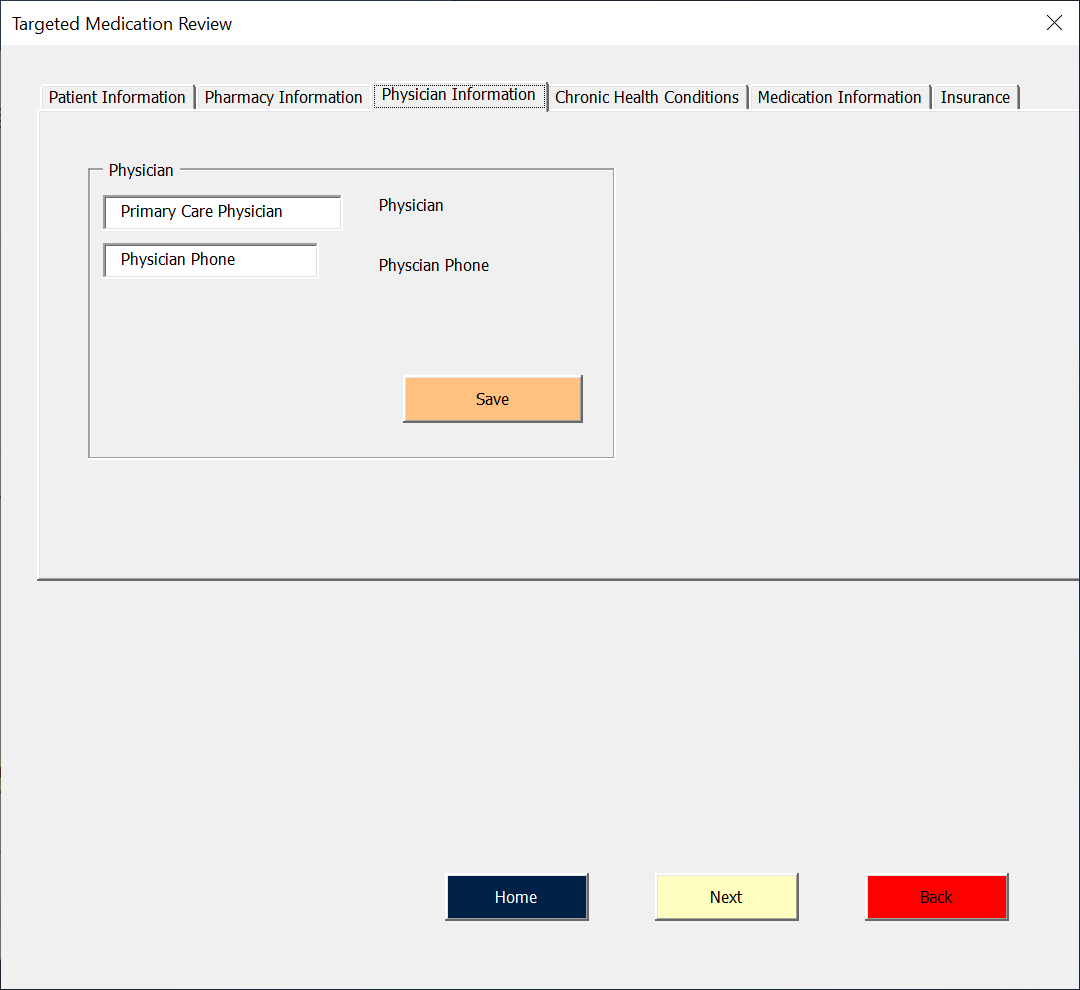 Targeted Medication Review
Patient Information Pharmacy Information Physician Information Chronic Health Conditions Medication Information Insurance
Physician
Primary Care Physician Physician
Physician Phone Physcian Phone
Save
Home Next Back